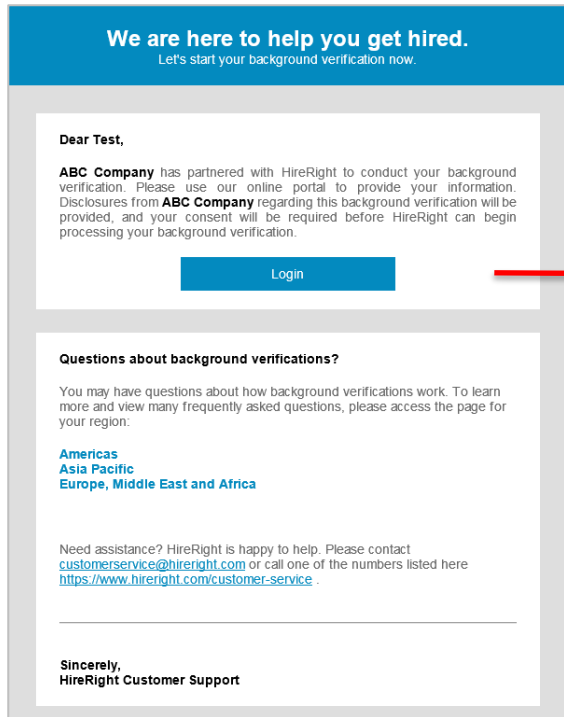 We are here to help you get hired.
Let's start your background verification now.
Dear Test,
ABC Company has partnered with HireRight to conduct your background
verification. Please use our online portal to provide your information.
Disclosures from ABC Company regarding this background verification will be
provided, and your consent will be required before HireRight can begin
processing your background verification.
Login
Questions about background verifications?
You may have questions about how background verifications work. To learn
more and view many frequently asked questions, please access the page for
your region:
Americas
Asia Pacific
Europe, Middle East and Africa
Need assistance? HireRight is happy to help. Please contact
customerservice@hireright.com or call one of the numbers listed here
https://www.hireright.com/customer-service .
Sincerely,
HireRight Customer Support